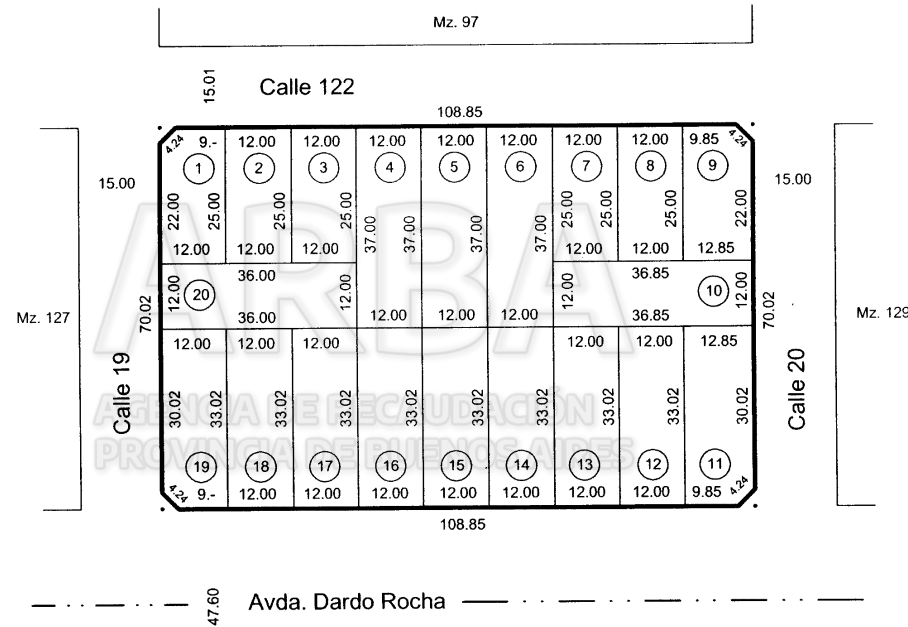 Mz. 97
15.01
Calle 122
108.85
4.24 9.- 12.00 12.00 12.00 12.00 12.00 12.00 12.00 9.85 4.24
1 2 3 4 5 6 7 8 9
15.00 15.00
22.00 25.00 25.00 25.00 37.00 37.00 37.00 37.00 25.00 25.00 25.00 22.00
12.00 12.00 12.00 12.00 12.00 12.85
36.00 36.85
12.00 20 12.00 12.00 10 12.00
36.00 12.00 12.00 12.00 36.85
Mz. 127 70.02 70.02 Mz. 129
12.00 12.00 12.00 12.00 12.00 12.85
ARBA
Calle 19 Calle 20
30.02 33.02 33.02 33.02 33.02 33.02 33.02 33.02 33.02 30.02
AGENCIA DE RECAUDACIÓN
PROVINCIA DE BUENOS AIRES
19 18 17 16 15 14 13 12 11
4.24 9.- 12.00 12.00 12.00 12.00 12.00 12.00 12.00 9.85 4.24
108.85
47.60 Avda. Dardo Rocha